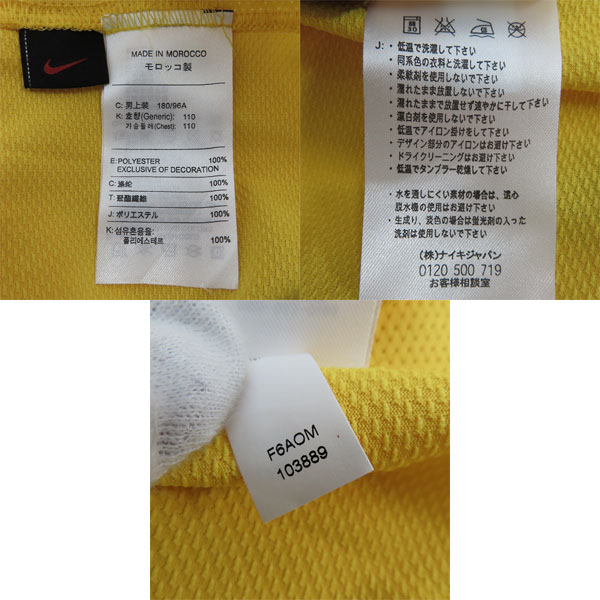 MADE IN MOROCCO
モロッコ製
C: 男上装 180/96A
K: 호칭(Generic): 110
가슴둘레(Chest): 110
E: POLYESTER 100%
EXCLUSIVE OF DECORATION
C: 涤纶 100%
T: 聚酯纖維 100%
J: ポリエステル 100%
K: 섬유혼용율:
폴리에스테르 100%
30
J: ・低温で洗濯して下さい
・同系色の衣料と洗濯して下さい
・柔軟剤を使用しないで下さい
・濡れたまま放置しないで下さい
・濡れたままで放置せず速やかに干して下さい
・漂白剤を使用しないで下さい
・低温でアイロン掛けをして下さい
・デザイン部分のアイロンはお避け下さい
・ドライクリーニングはお避け下さい
・低温でタンブラー乾燥して下さい
・水を通しにくい素材の場合は、遠心
脱水機の使用はお避け下さい
・生成り、淡色の場合は蛍光剤の入った
洗剤は使用しないで下さい。
(株)ナイキジャパン
0120 500 719
お客様相談室
F6AOM
103889